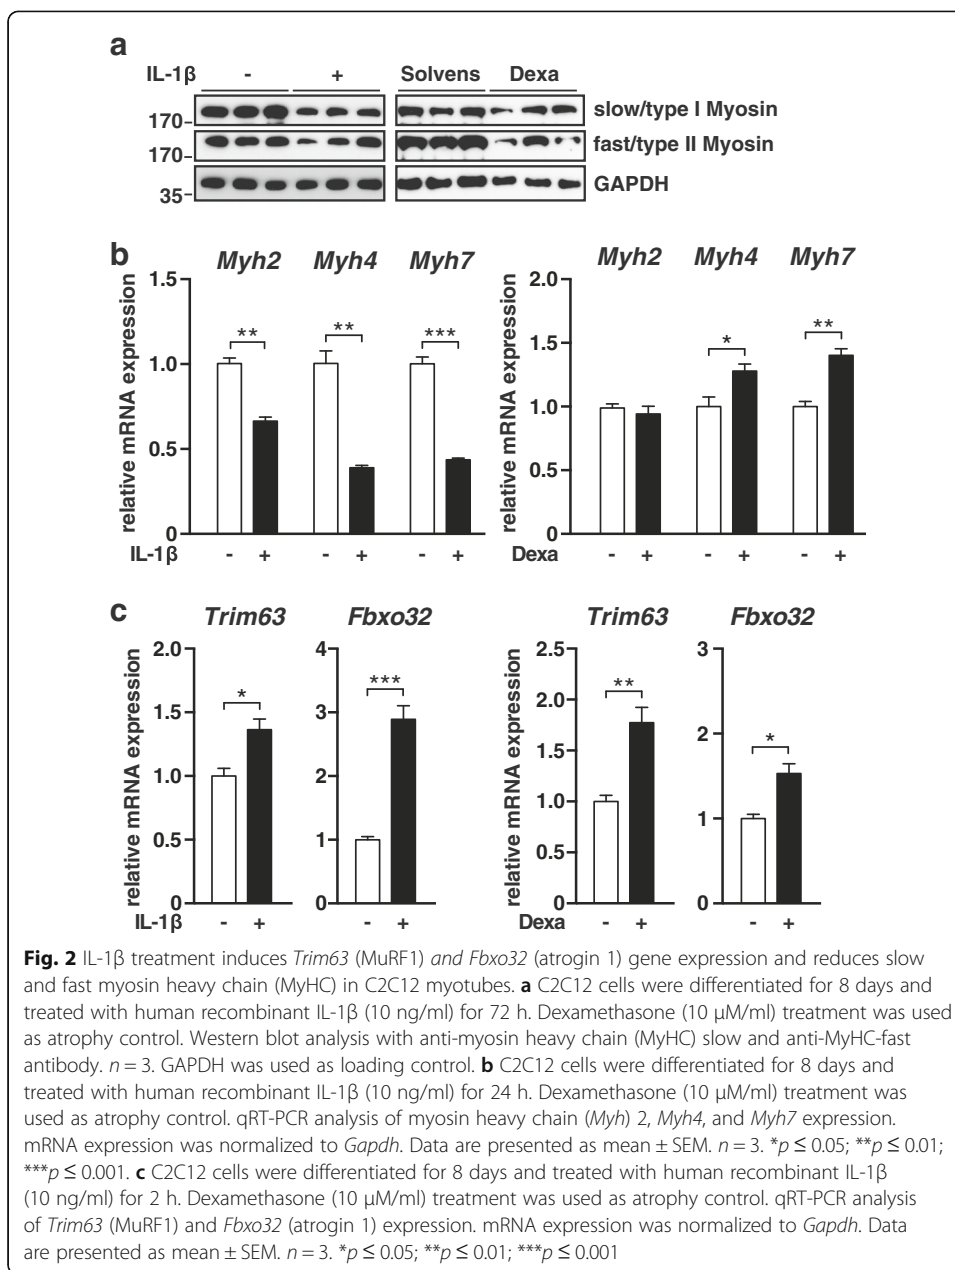 a
IL-1β - + Solvens Dexa
170 slow/type I Myosin
170 fast/type II Myosin
35 GAPDH
b
Myh2 Myh4 Myh7
relative mRNA expression
1.5
1.0
0.5
0
** ** ***
IL-1β - + - + - +
Myh2 Myh4 Myh7
relative mRNA expression
2.0
1.5
1.0
0.5
0
* **
Dexa - + - + - +
c
Trim63
relative mRNA expression
2.0
1.5
1.0
0.5
0
*
IL-1β - +
Fbxo32
4
3
2
1
0
***
- +
Trim63
relative mRNA expression
2.5
2.0
1.5
1.0
0.5
0
**
Dexa - +
Fbxo32
3
2
1
0
*
- +
Fig. 2 IL-1β treatment induces Trim63 (MuRF1) and Fbxo32 (atrogin 1) gene expression and reduces slow
and fast myosin heavy chain (MyHC) in C2C12 myotubes. a C2C12 cells were differentiated for 8 days and
treated with human recombinant IL-1β (10 ng/ml) for 72 h. Dexamethasone (10 μM/ml) treatment was used
as atrophy control. Western blot analysis with anti-myosin heavy chain (MyHC) slow and anti-MyHC-fast
antibody. n = 3. GAPDH was used as loading control. b C2C12 cells were differentiated for 8 days and
treated with human recombinant IL-1β (10 ng/ml) for 24 h. Dexamethasone (10 μM/ml) treatment was
used as atrophy control. qRT-PCR analysis of myosin heavy chain (Myh) 2, Myh4, and Myh7 expression.
mRNA expression was normalized to Gapdh. Data are presented as mean ± SEM. n = 3. *p ≤ 0.05; **p ≤ 0.01;
***p ≤ 0.001. c C2C12 cells were differentiated for 8 days and treated with human recombinant IL-1β
(10 ng/ml) for 2 h. Dexamethasone (10 μM/ml) treatment was used as atrophy control. qRT-PCR analysis
of Trim63 (MuRF1) and Fbxo32 (atrogin 1) expression. mRNA expression was normalized to Gapdh. Data
are presented as mean ± SEM. n = 3. *p ≤ 0.05; **p ≤ 0.01; ***p ≤ 0.001